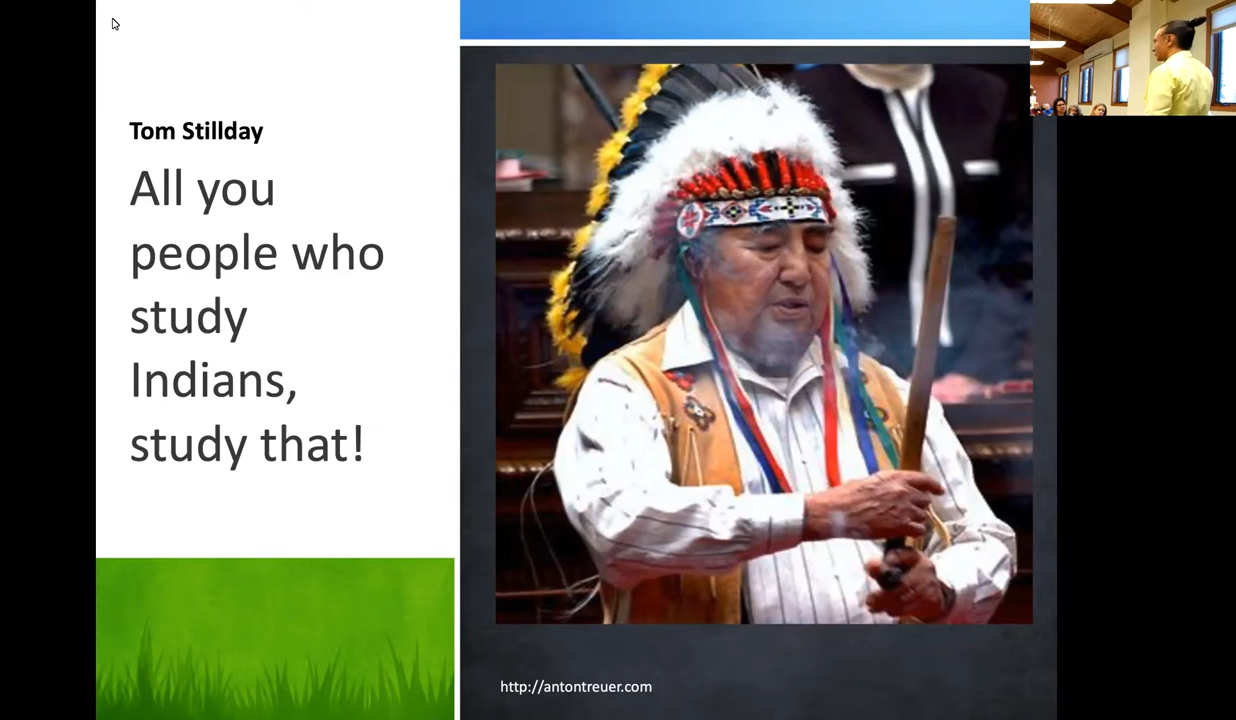 Tom Stillday
All you
people who
study
Indians,
study that!
http://antontreuer.com